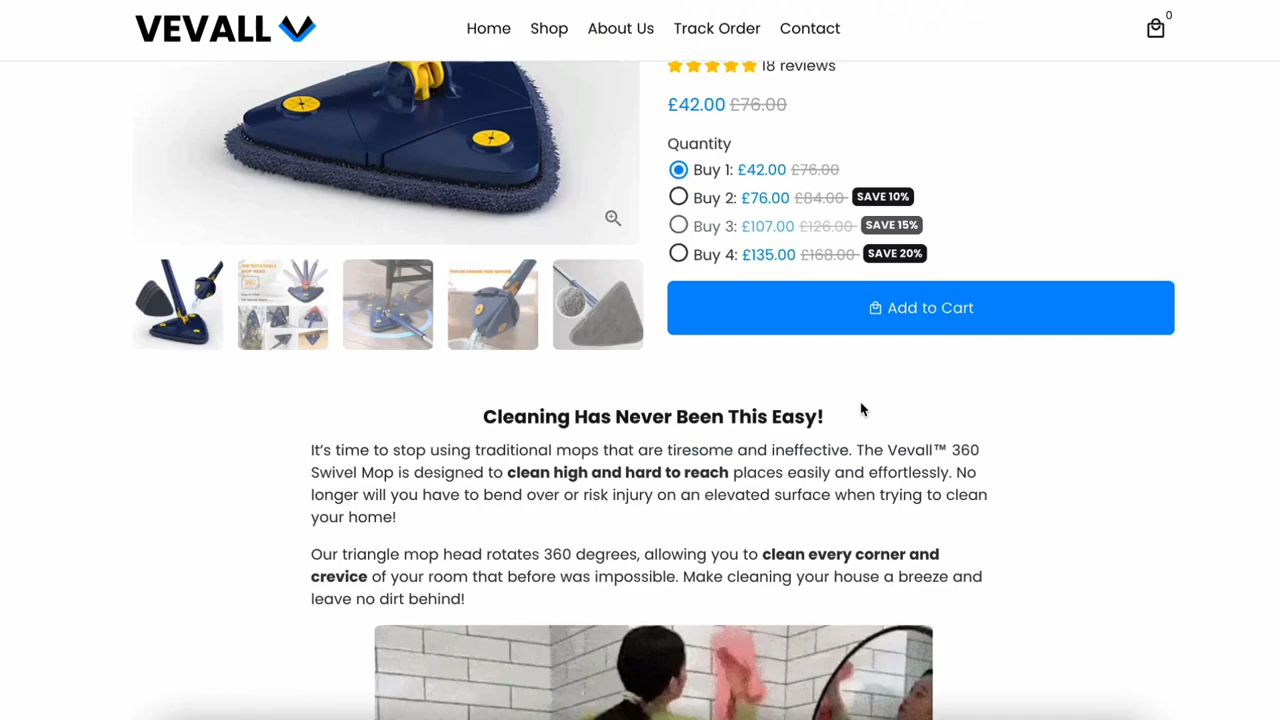 VEVALL
Home Shop About Us Track Order Contact
0
18 reviews
£42.00 £76.00
Quantity
Buy 1: £42.00 £76.00
Buy 2: £76.00 £84.00 SAVE 10%
Buy 3: £107.00 £126.00 SAVE 15%
Buy 4: £135.00 £168.00 SAVE 20%
Add to Cart
Cleaning Has Never Been This Easy!
It's time to stop using traditional mops that are tiresome and ineffective. The Vevall™ 360
Swivel Mop is designed to clean high and hard to reach places easily and effortlessly. No
longer will you have to bend over or risk injury on an elevated surface when trying to clean
your home!
Our triangle mop head rotates 360 degrees, allowing you to clean every corner and
crevice of your room that before was impossible. Make cleaning your house a breeze and
leave no dirt behind!